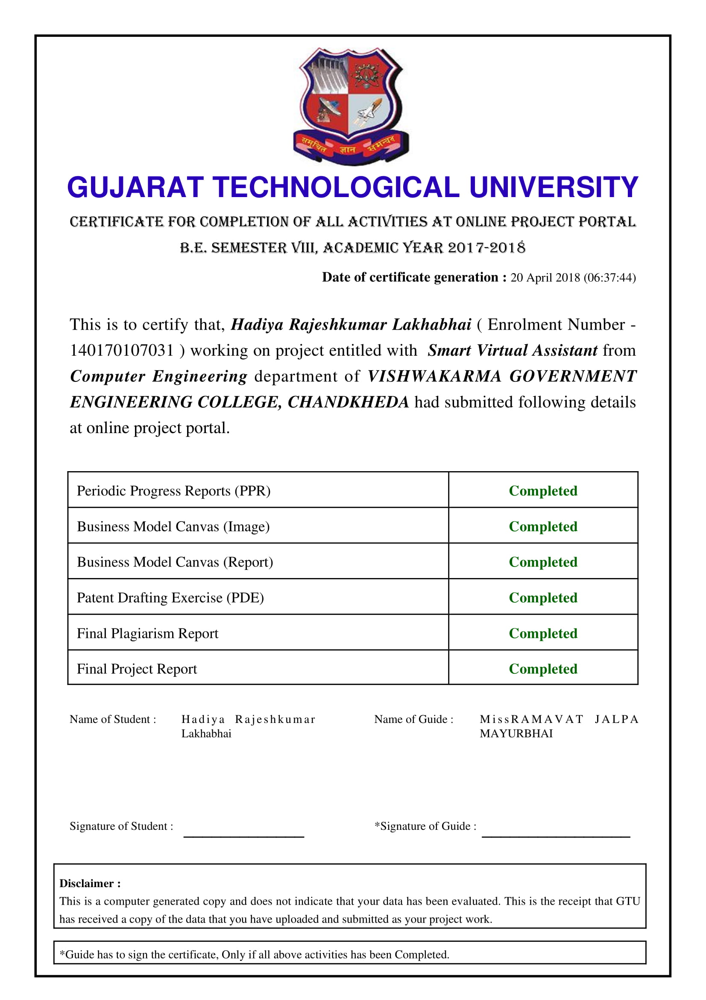 समुचित ज्ञान समन्वय
GUJARAT TECHNOLOGICAL UNIVERSITY
CERTIFICATE FOR COMPLETION OF ALL ACTIVITIES AT ONLINE PROJECT PORTAL
B.E. SEMESTER VIII, ACADEMIC YEAR 2017-2018
Date of certificate generation : 20 April 2018 (06:37:44)
This is to certify that, Hadiya Rajeshkumar Lakhabhai ( Enrolment Number -
140170107031 ) working on project entitled with Smart Virtual Assistant from
Computer Engineering department of VISHWAKARMA GOVERNMENT
ENGINEERING COLLEGE, CHANDKHEDA had submitted following details
at online project portal.
Periodic Progress Reports (PPR) Completed
Business Model Canvas (Image) Completed
Business Model Canvas (Report) Completed
Patent Drafting Exercise (PDE) Completed
Final Plagiarism Report Completed
Final Project Report Completed
Name of Student : Hadiya Rajeshkumar Name of Guide : MissRAMAVAT JALPA
Lakhabhai MAYURBHAI
Signature of Student : *Signature of Guide :
Disclaimer :
This is a computer generated copy and does not indicate that your data has been evaluated. This is the receipt that GTU
has received a copy of the data that you have uploaded and submitted as your project work.
*Guide has to sign the certificate, Only if all above activities has been Completed.